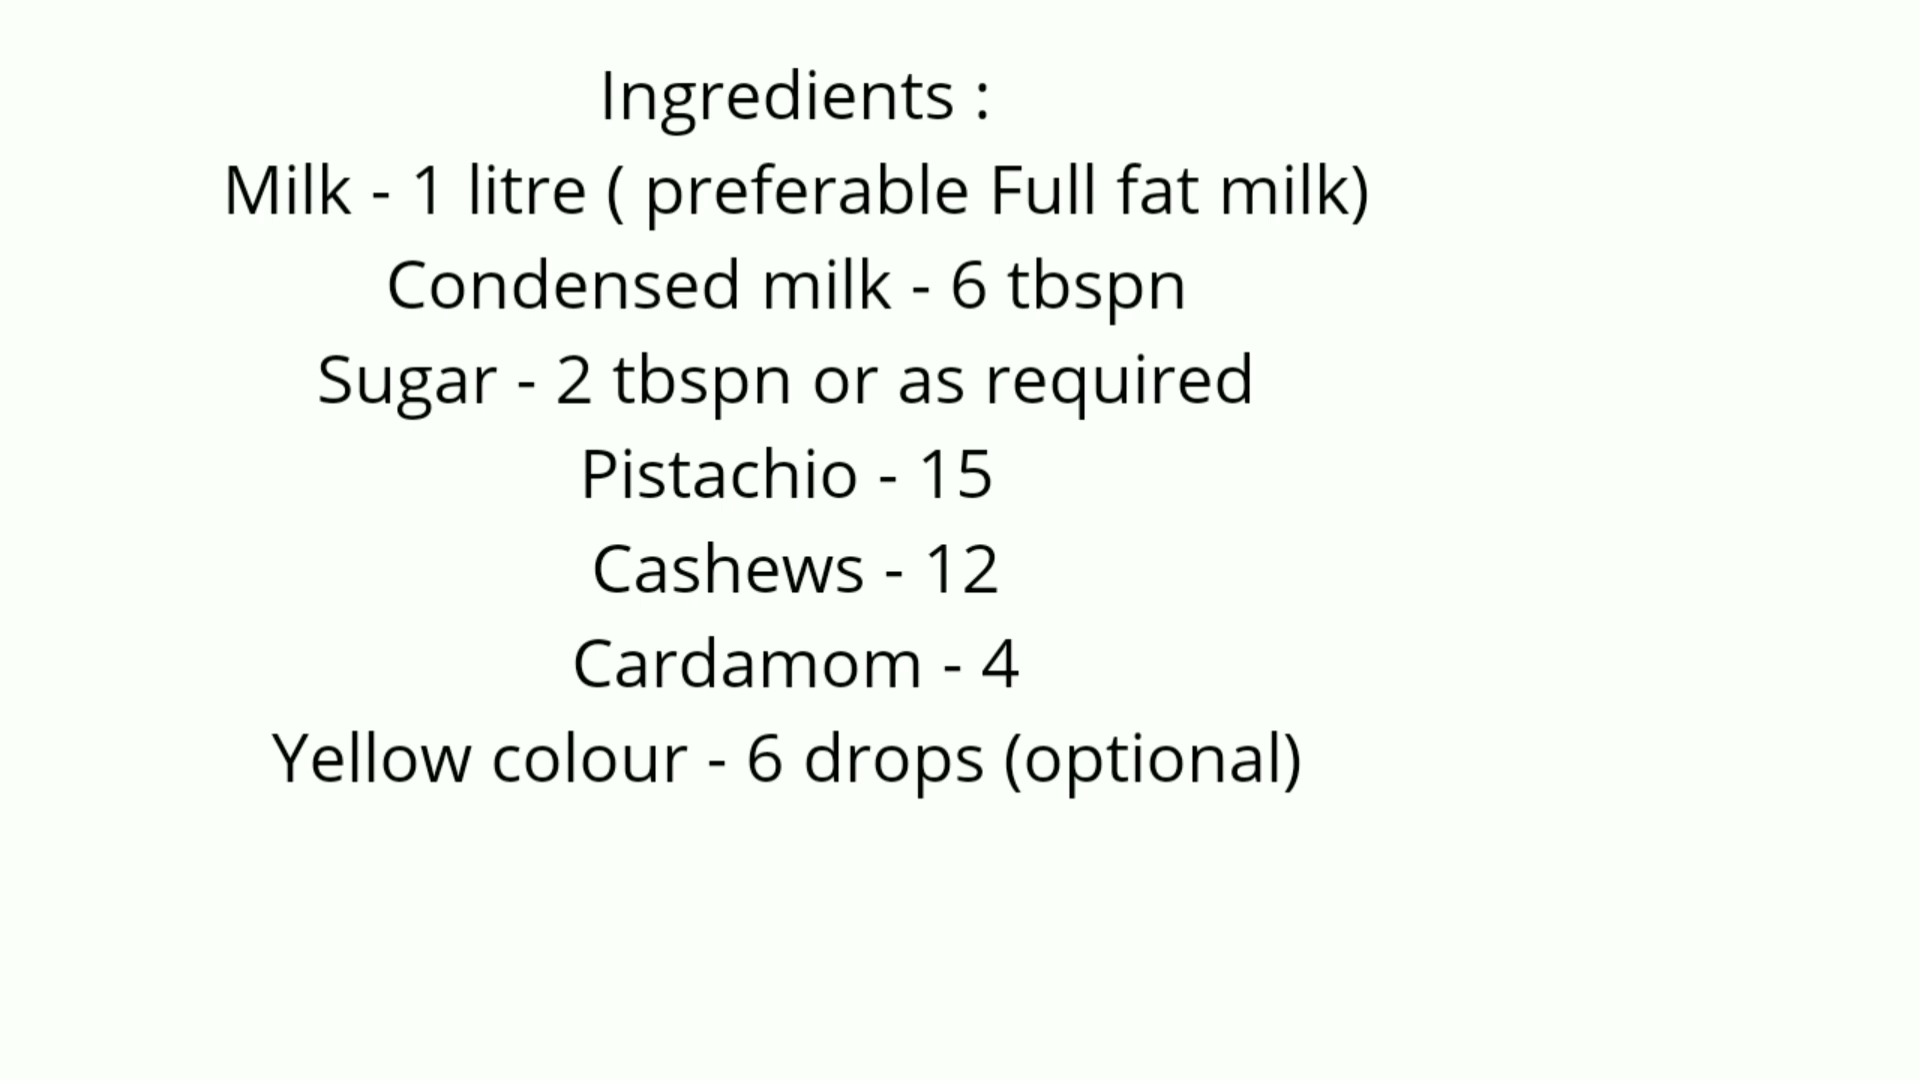 Ingredients :
Milk - 1 litre ( preferable Full fat milk)
Condensed milk - 6 tbspn
Sugar - 2 tbspn or as required
Pistachio - 15
Cashews - 12
Cardamom - 4
Yellow colour - 6 drops (optional)